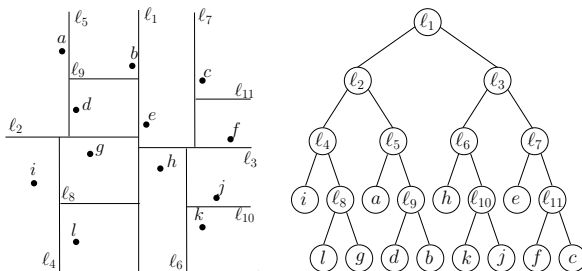 ℓ5 ℓ1 ℓ7
a b
ℓ9 c
ℓ11
d e
ℓ2 f
g ℓ3
i h
ℓ8 j
k ℓ10
l
ℓ4 ℓ6
ℓ1
ℓ2 ℓ3
ℓ4 ℓ5 ℓ6 ℓ7
i ℓ8 a ℓ9 h ℓ10 e ℓ11
l g d b k j f c